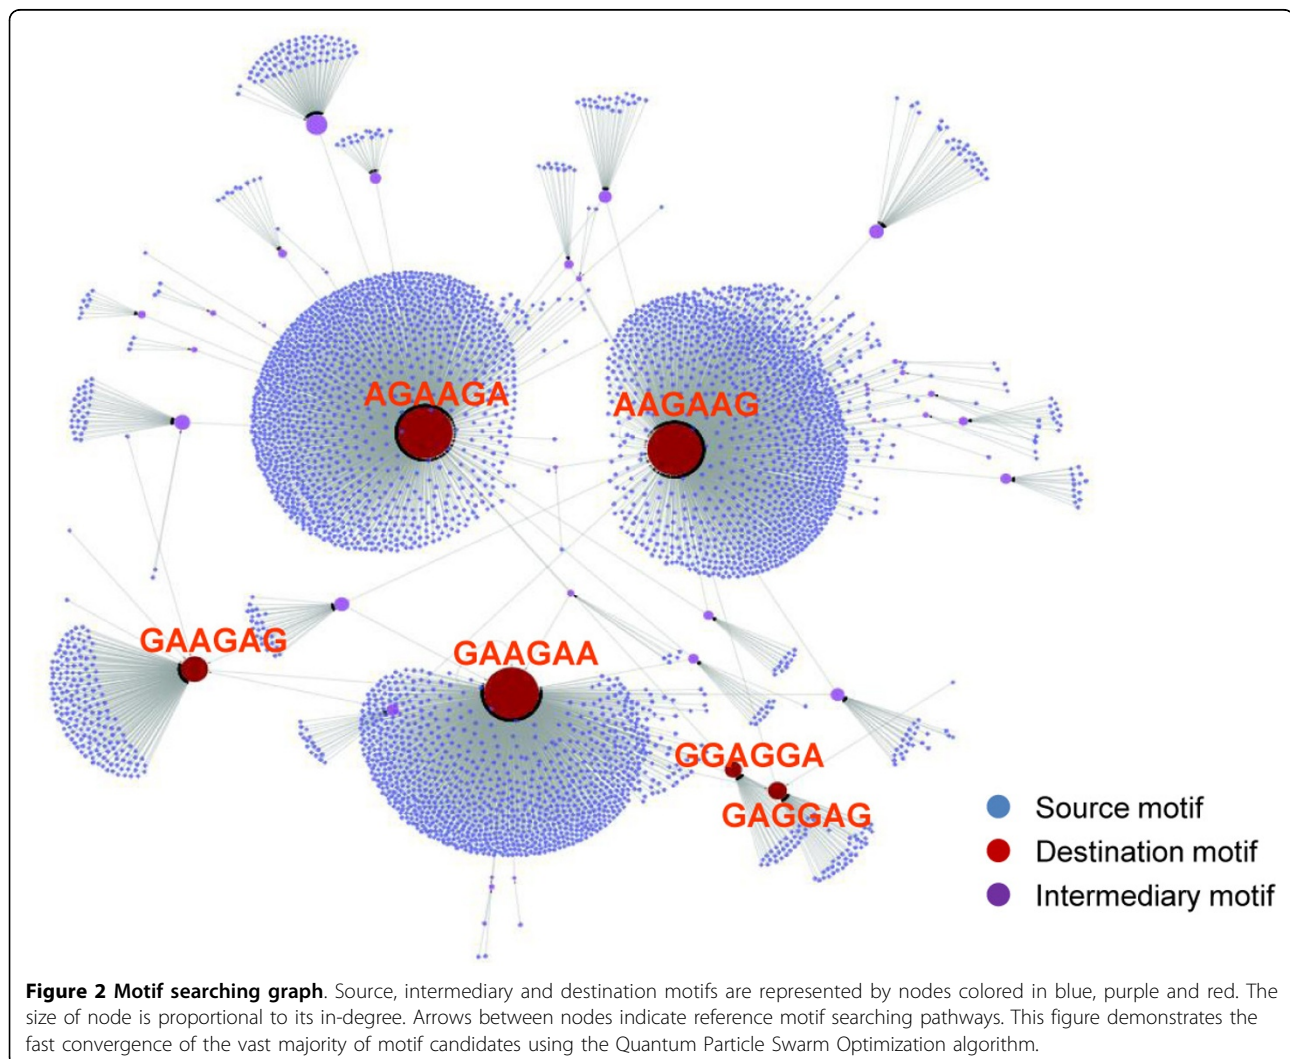 AGAAGA
AAGAAG
GAAGAG
GAAGAA
GGAGGA
GAGGAG
Source motif
Destination motif
Intermediary motif
Figure 2 Motif searching graph. Source, intermediary and destination motifs are represented by nodes colored in blue, purple and red. The
size of node is proportional to its in-degree. Arrows between nodes indicate reference motif searching pathways. This figure demonstrates the
fast convergence of the vast majority of motif candidates using the Quantum Particle Swarm Optimization algorithm.